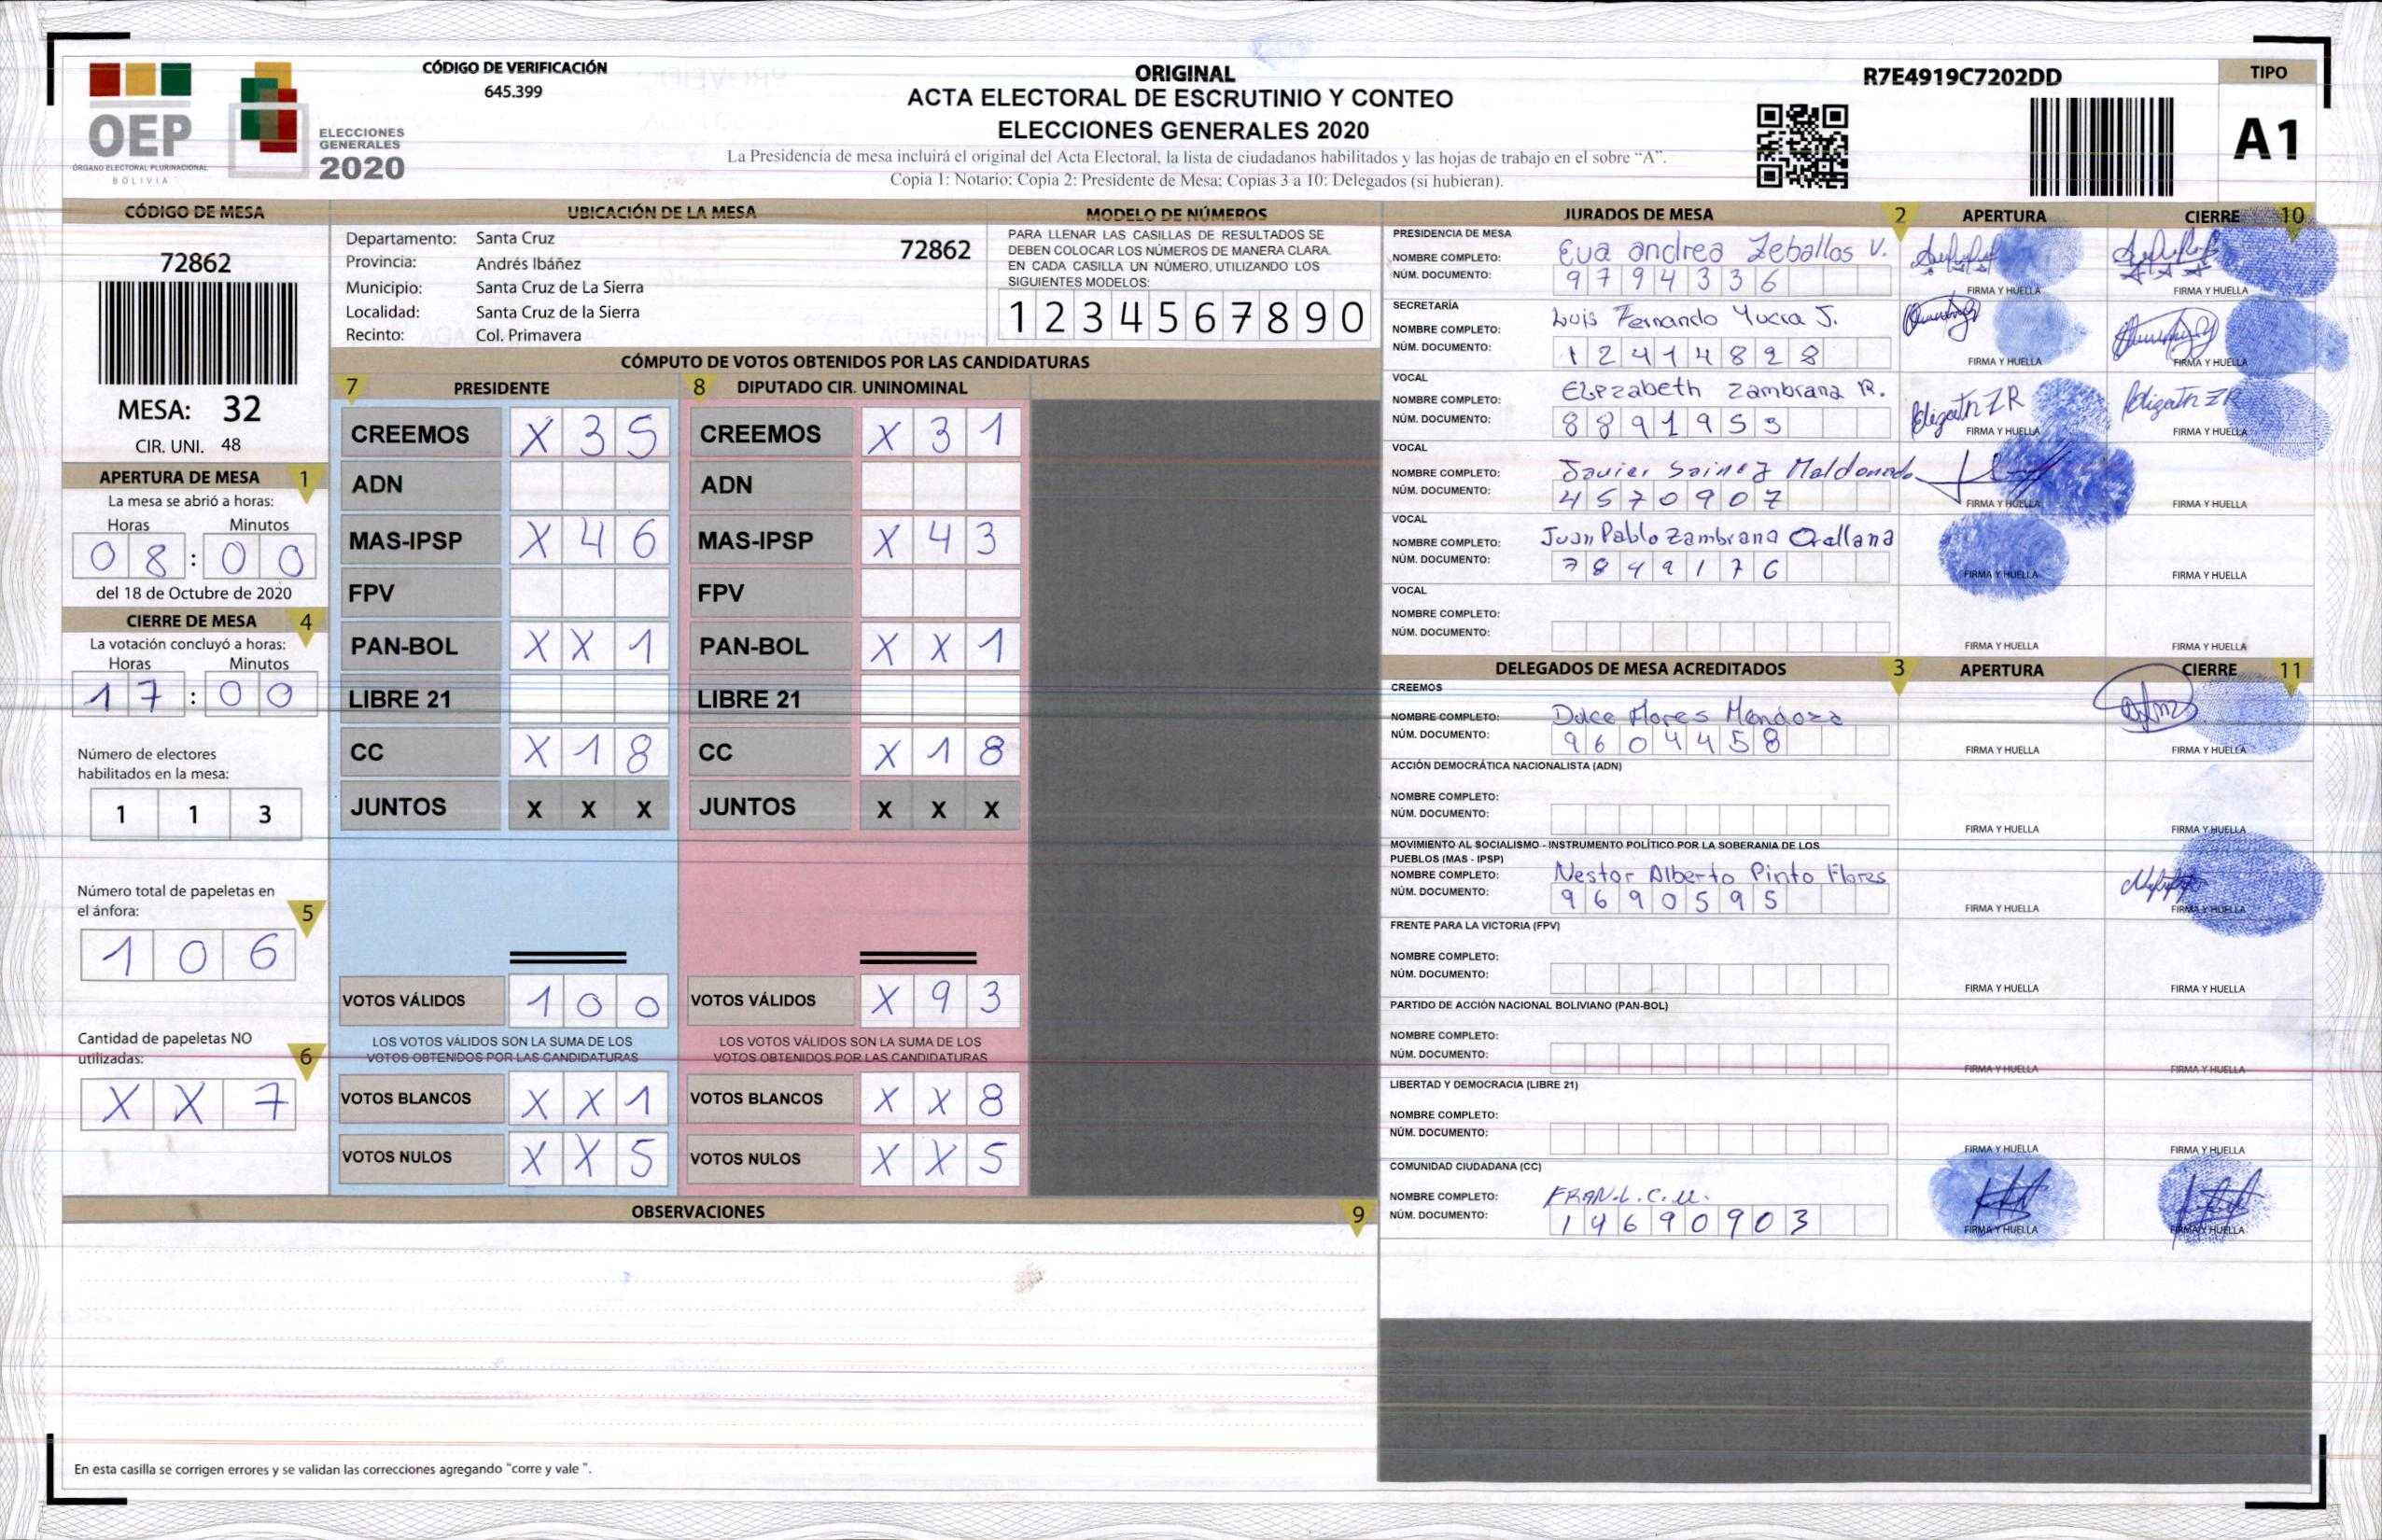 CÓDIGO DE VERIFICACIÓN
645.399
ORIGINAL
ACTA ELECTORAL DE ESCRUTINIO Y CONTEO
ELECCIONES GENERALES 2020
La Presidencia de mesa incluirá el original del Acta Electoral, la lista de ciudadanos habilitados y las hojas de trabajo en el sobre "A".
Copia 1: Notario; Copia 2: Presidente de Mesa; Copias 3 a 10: Delegados (si hubieran).
R7E4919C7202DD
TIPO
A1
OEP
ÓRGANO ELECTORAL PLURINACIONAL
BOLIVIA
ELECCIONES
GENERALES
2020
CÓDIGO DE MESA
72862
MESA: 32
CIR. UNI. 48
APERTURA DE MESA 1
La mesa se abrió a horas:
Horas Minutos
08:00
del 18 de Octubre de 2020
CIERRE DE MESA 4
La votación concluyó a horas:
Horas Minutos
17:00
Número de electores
habilitados en la mesa:
1 1 3
Número total de papeletas en
el ánfora: 5
1 0 6
Cantidad de papeletas NO
utilizadas: 6
X X 7
UBICACIÓN DE LA MESA
Departamento: Santa Cruz
72862
Provincia: Andrés Ibáñez
Municipio: Santa Cruz de La Sierra
Localidad: Santa Cruz de la Sierra
Recinto: Col. Primavera
MODELO DE NÚMEROS
PARA LLENAR LAS CASILLAS DE RESULTADOS SE
DEBEN COLOCAR LOS NÚMEROS DE MANERA CLARA.
EN CADA CASILLA UN NÚMERO, UTILIZANDO LOS
SIGUIENTES MODELOS:
1 2 3 4 5 6 7 8 9 0
CÓMPUTO DE VOTOS OBTENIDOS POR LAS CANDIDATURAS
7 PRESIDENTE
CREEMOS X 3 5
ADN
MAS-IPSP X 4 6
FPV
PAN-BOL X X 1
LIBRE 21
CC X 1 8
JUNTOS X X X
VOTOS VÁLIDOS 1 0 0
LOS VOTOS VÁLIDOS SON LA SUMA DE LOS
VOTOS OBTENIDOS POR LAS CANDIDATURAS
VOTOS BLANCOS X X 1
VOTOS NULOS X X 5
8 DIPUTADO CIR. UNINOMINAL
CREEMOS X 3 1
ADN
MAS-IPSP X 4 3
FPV
PAN-BOL X X 1
LIBRE 21
CC X 1 8
JUNTOS X X X
VOTOS VÁLIDOS X 9 3
LOS VOTOS VÁLIDOS SON LA SUMA DE LOS
VOTOS OBTENIDOS POR LAS CANDIDATURAS
VOTOS BLANCOS X X 8
VOTOS NULOS X X 5
OBSERVACIONES 9
En esta casilla se corrigen errores y se validan las correcciones agregando "corre y vale ".
JURADOS DE MESA 2 APERTURA CIERRE 10
PRESIDENCIA DE MESA
NOMBRE COMPLETO: Eva andrea Zeballos V.
NÚM. DOCUMENTO: 9794336
FIRMA Y HUELLA FIRMA Y HUELLA
SECRETARÍA
NOMBRE COMPLETO: Luis Fernando Yucra J.
NÚM. DOCUMENTO: 12414828
FIRMA Y HUELLA FIRMA Y HUELLA
VOCAL
NOMBRE COMPLETO: Elizabeth Zambrana R.
NÚM. DOCUMENTO: 8891953
FIRMA Y HUELLA FIRMA Y HUELLA
VOCAL
NOMBRE COMPLETO: Javier Sainez Maldonado
NÚM. DOCUMENTO: 4570907
FIRMA Y HUELLA FIRMA Y HUELLA
VOCAL
NOMBRE COMPLETO: Juan Pablo Zambrana Orellana
NÚM. DOCUMENTO: 7849176
FIRMA Y HUELLA FIRMA Y HUELLA
VOCAL
NOMBRE COMPLETO:
NÚM. DOCUMENTO:
FIRMA Y HUELLA FIRMA Y HUELLA
DELEGADOS DE MESA ACREDITADOS 3 APERTURA CIERRE 11
CREEMOS
NOMBRE COMPLETO: Dulce Flores Mendoza
NÚM. DOCUMENTO: 9604458
FIRMA Y HUELLA FIRMA Y HUELLA
ACCIÓN DEMOCRÁTICA NACIONALISTA (ADN)
NOMBRE COMPLETO:
NÚM. DOCUMENTO:
FIRMA Y HUELLA FIRMA Y HUELLA
MOVIMIENTO AL SOCIALISMO - INSTRUMENTO POLÍTICO POR LA SOBERANIA DE LOS
PUEBLOS (MAS - IPSP)
NOMBRE COMPLETO: Nestor Alberto Pinto Flores
NÚM. DOCUMENTO: 9690595
FIRMA Y HUELLA FIRMA Y HUELLA
FRENTE PARA LA VICTORIA (FPV)
NOMBRE COMPLETO:
NÚM. DOCUMENTO:
FIRMA Y HUELLA FIRMA Y HUELLA
PARTIDO DE ACCIÓN NACIONAL BOLIVIANO (PAN-BOL)
NOMBRE COMPLETO:
NÚM. DOCUMENTO:
FIRMA Y HUELLA FIRMA Y HUELLA
LIBERTAD Y DEMOCRACIA (LIBRE 21)
NOMBRE COMPLETO:
NÚM. DOCUMENTO:
FIRMA Y HUELLA FIRMA Y HUELLA
COMUNIDAD CIUDADANA (CC)
NOMBRE COMPLETO: FRAN.L.C.U.
NÚM. DOCUMENTO: 14690903
FIRMA Y HUELLA FIRMA Y HUELLA